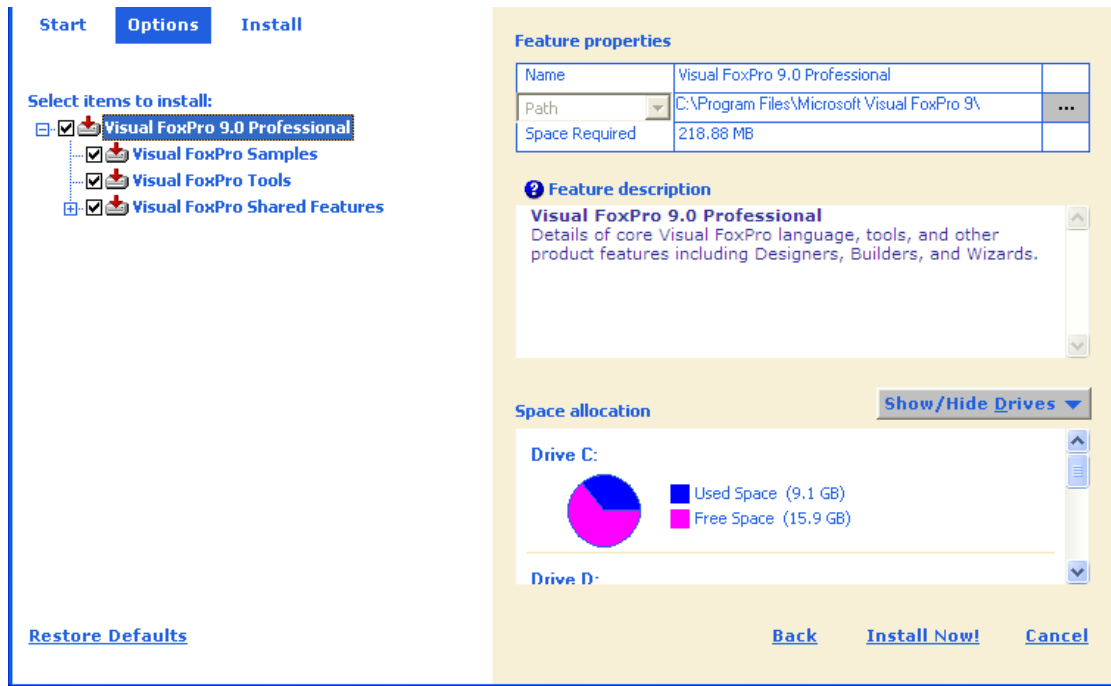 Start Options Install
Select items to install:
Visual FoxPro 9.0 Professional
Visual FoxPro Samples
Visual FoxPro Tools
Visual FoxPro Shared Features
Restore Defaults
Feature properties
Name Visual FoxPro 9.0 Professional
Path C:\Program Files\Microsoft Visual FoxPro 9\ ...
Space Required 218.88 MB
? Feature description
Visual FoxPro 9.0 Professional
Details of core Visual FoxPro language, tools, and other
product features including Designers, Builders, and Wizards.
Space allocation Show/Hide Drives
Drive C:
Used Space (9.1 GB)
Free Space (15.9 GB)
Drive D:
Back Install Now! Cancel